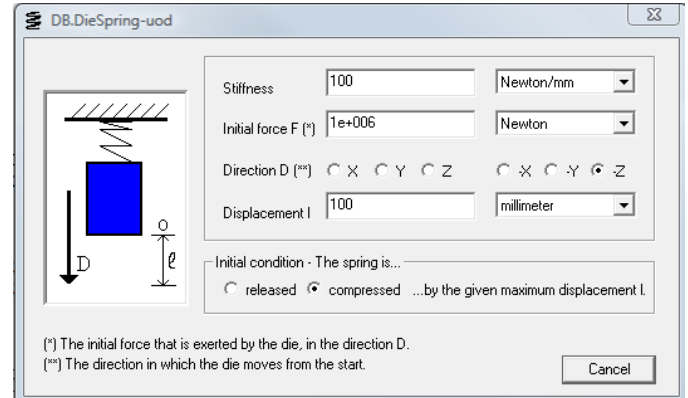 DB.DieSpring-uod
Stiffness 100 Newton/mm
Initial force F (*) 1e+006 Newton
Direction D (**) X Y Z -X -Y -Z
Displacement l 100 millimeter
O
D ℓ
Initial condition - The spring is...
released compressed ...by the given maximum displacement l.
(*) The initial force that is exerted by the die, in the direction D.
(**) The direction in which the die moves from the start.
Cancel